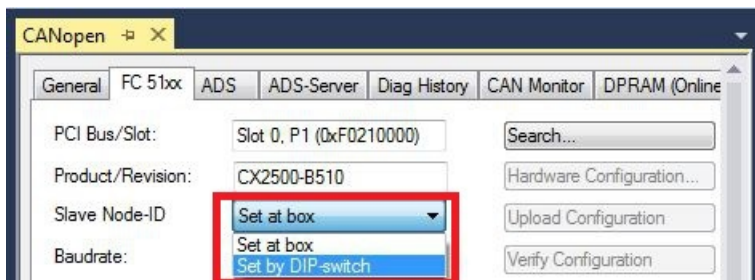 CANopen
General FC 51xx ADS ADS-Server Diag History CAN Monitor DPRAM (Online
PCI Bus/Slot: Slot 0, P1 (0xF0210000) Search...
Product/Revision: CX2500-B510 Hardware Configuration...
Slave Node-ID Set at box Upload Configuration
Set at box
Baudrate: Set by DIP-switch Verify Configuration